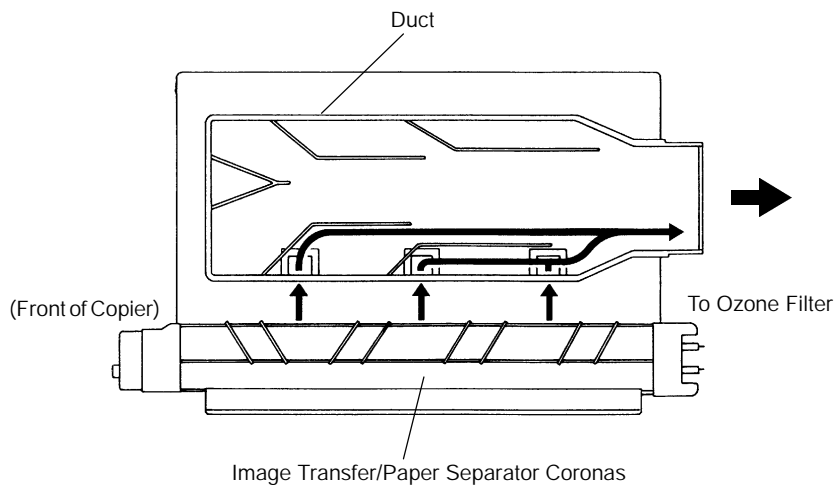 Duct
(Front of Copier)
To Ozone Filter
Image Transfer/Paper Separator Coronas